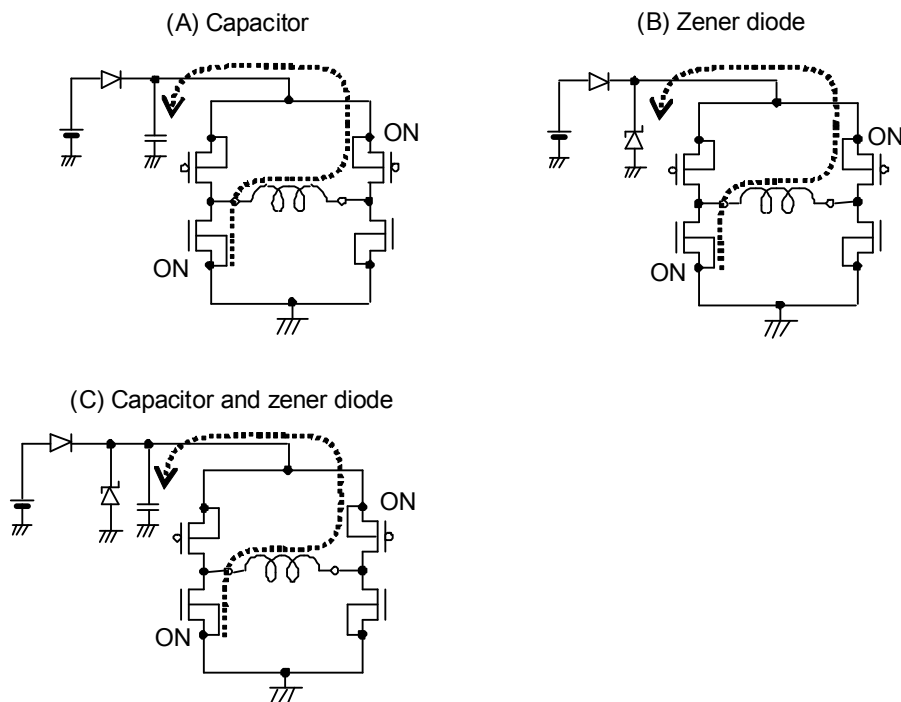 (A) Capacitor
(B) Zener diode
ON
ON
ON
ON
(C) Capacitor and zener diode
ON
ON